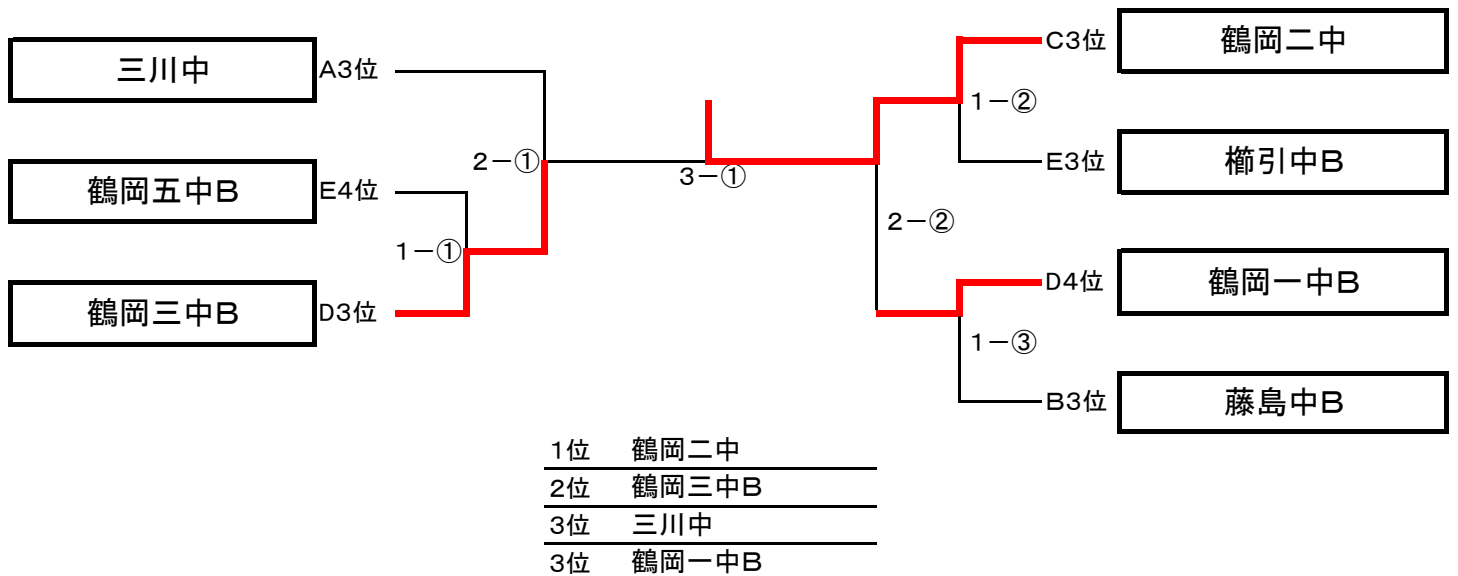 三川中
A3位
鶴岡五中B
E4位
鶴岡三中B
D3位
2－①
1－①
3－①
C3位
鶴岡二中
1－②
E3位
櫛引中B
2－②
D4位
鶴岡一中B
1－③
B3位
藤島中B
1位 鶴岡二中
2位 鶴岡三中B
3位 三川中
3位 鶴岡一中B